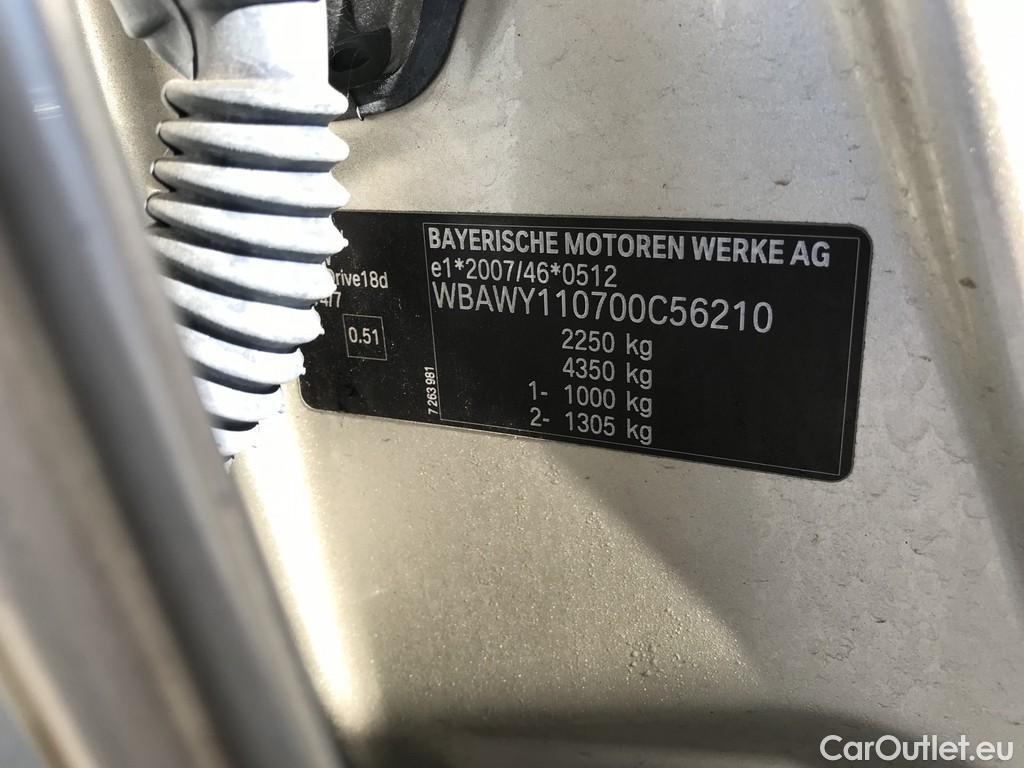 BAYERISCHE MOTOREN WERKE AG
e1*2007/46*0512
WBAWY110700C56210
2250 kg
4350 kg
1- 1000 kg
2- 1305 kg
Drive18d
0.51
7 263 981
CarOutlet.eu